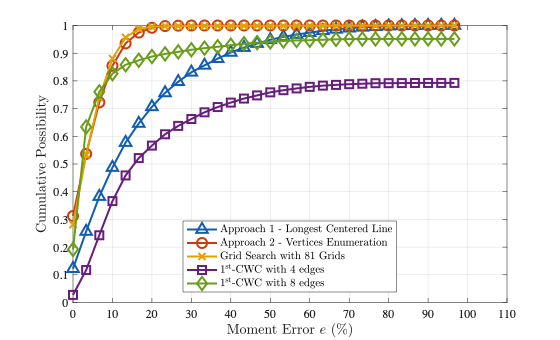 1
0.9
0.8
0.7
0.6
0.5
0.4
0.3
0.2
0.1
0
Cumulative Possibility
Approach 1 - Longest Centered Line
Approach 2 - Vertices Enumeration
Grid Search with 81 Grids
1st-CWC with 4 edges
1st-CWC with 8 edges
0 10 20 30 40 50 60 70 80 90 100 110
Moment Error e (%)